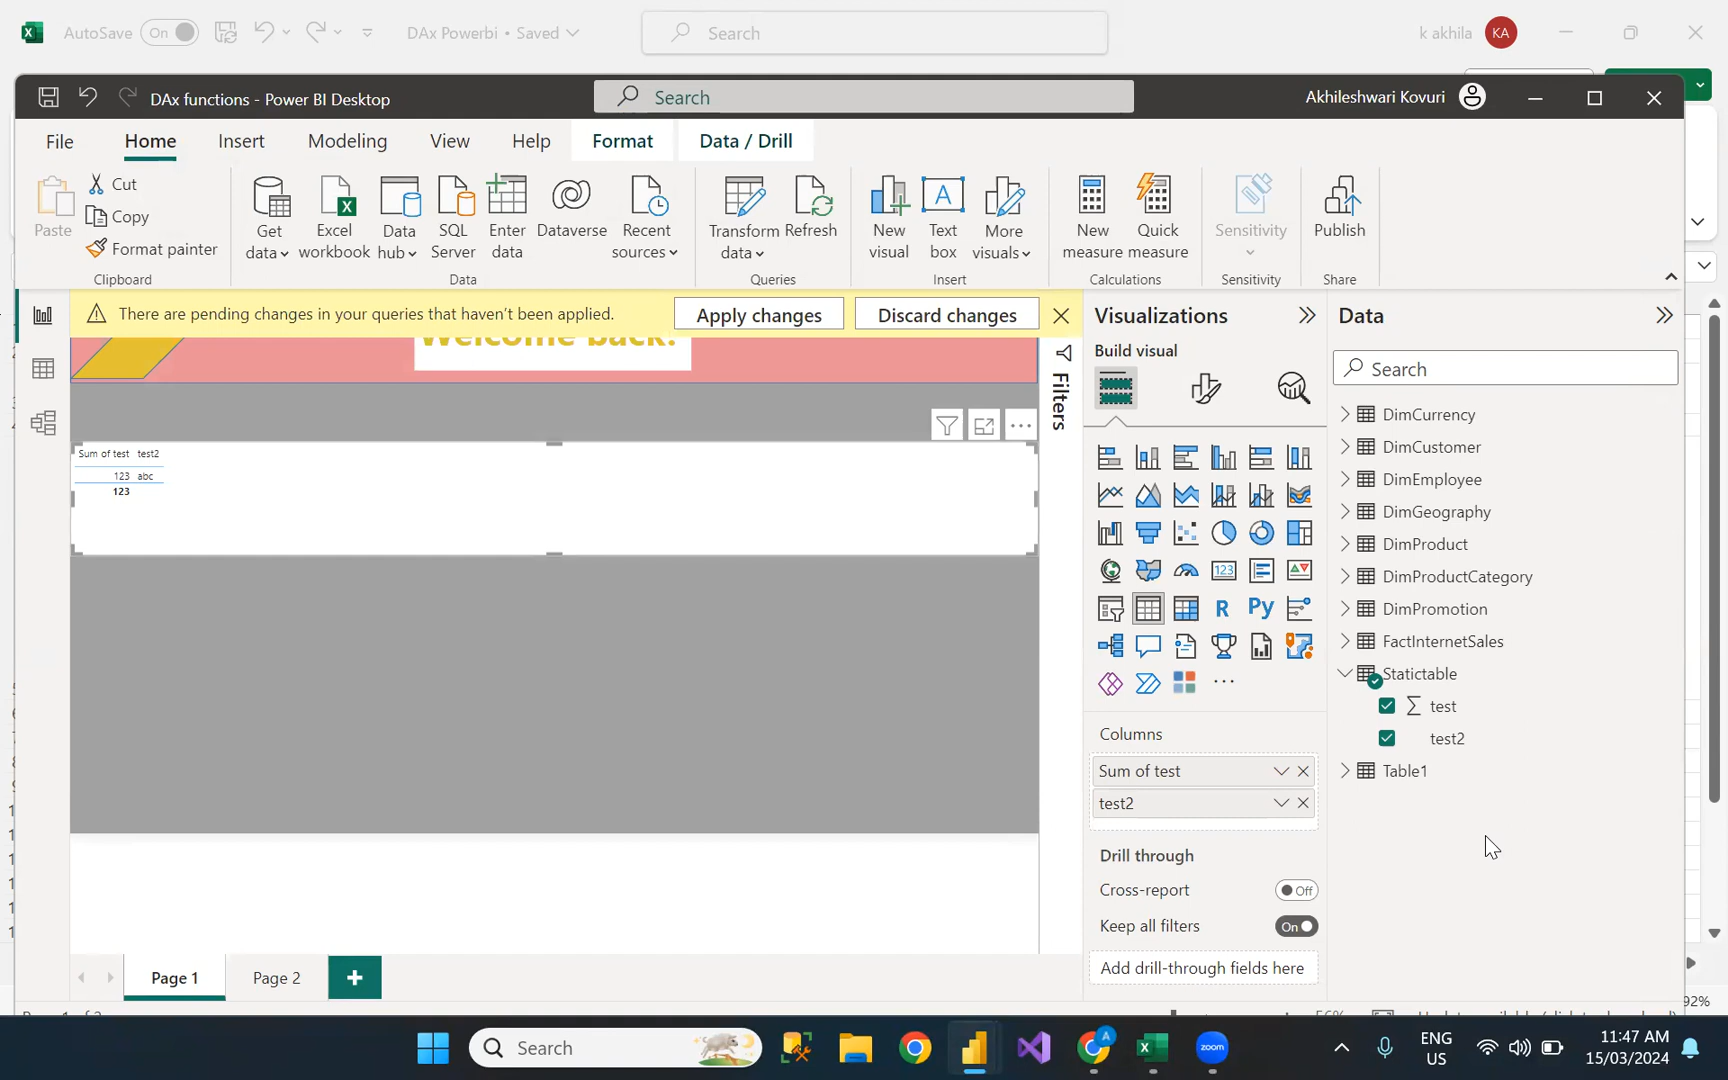 AutoSave On DAx Powerbi • Saved Search k akhila KA
DAx functions - Power BI Desktop Search Akhileshwari Kovuri
File Home Insert Modeling View Help Format Data / Drill
Paste Cut Copy Format painter
Clipboard
Get data Excel workbook Data hub SQL Server Enter data Dataverse Recent sources
Data
Transform data Refresh
Queries
New visual Text box More visuals
Insert
New measure Quick measure
Calculations
Sensitivity
Sensitivity
Publish
Share
There are pending changes in your queries that haven't been applied. Apply changes Discard changes
Welcome back!
Filters
Sum of test test2
123 abc
123
Visualizations
Build visual
123
R Py
Columns
Sum of test
test2
Drill through
Cross-report Off
Keep all filters On
Add drill-through fields here
Data
Search
DimCurrency
DimCustomer
DimEmployee
DimGeography
DimProduct
DimProductCategory
DimPromotion
FactInternetSales
Statictable
test
test2
Table1
Page 1 Page 2
92%
Search zoom ENG US 11:47 AM 15/03/2024